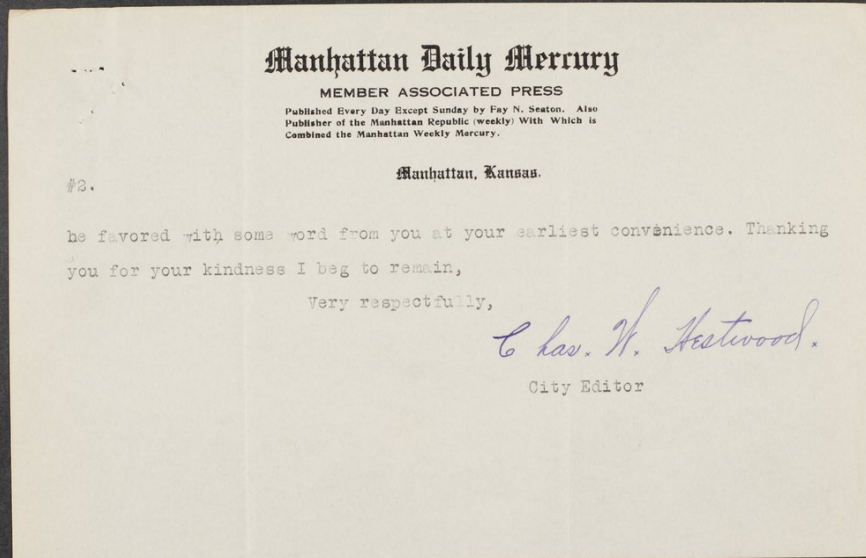 Manhattan Daily Mercury
MEMBER ASSOCIATED PRESS
Published Every Day Except Sunday by Fay N. Seaton. Also
Publisher of the Manhattan Republic (weekly) With Which is
Combined the Manhattan Weekly Mercury.
Manhattan, Kansas.
#2.
be favored with some word from you at your earliest convenience. Thanking
you for your kindness I beg to remain,
Very respectfully,
Chas. W. Hestwood.
City Editor